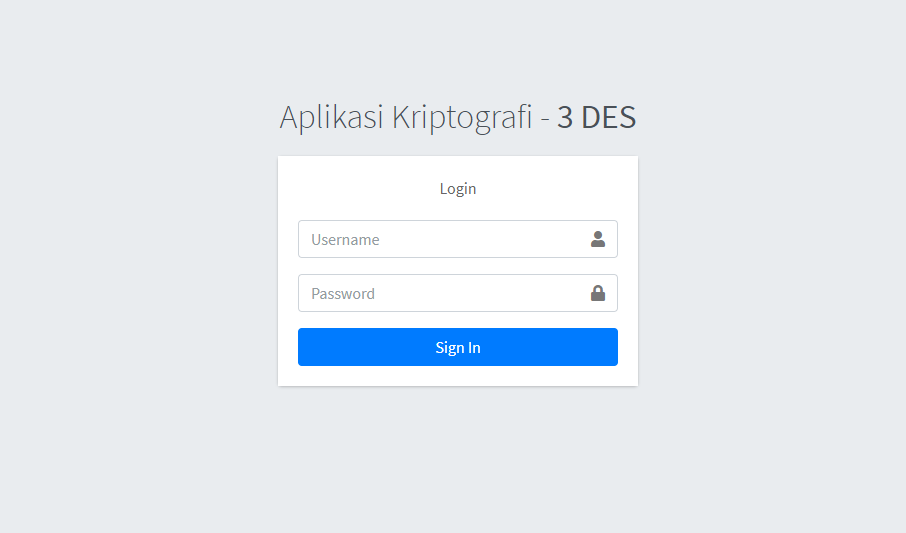 Aplikasi Kriptografi - 3 DES
Login
Username
Password
Sign In